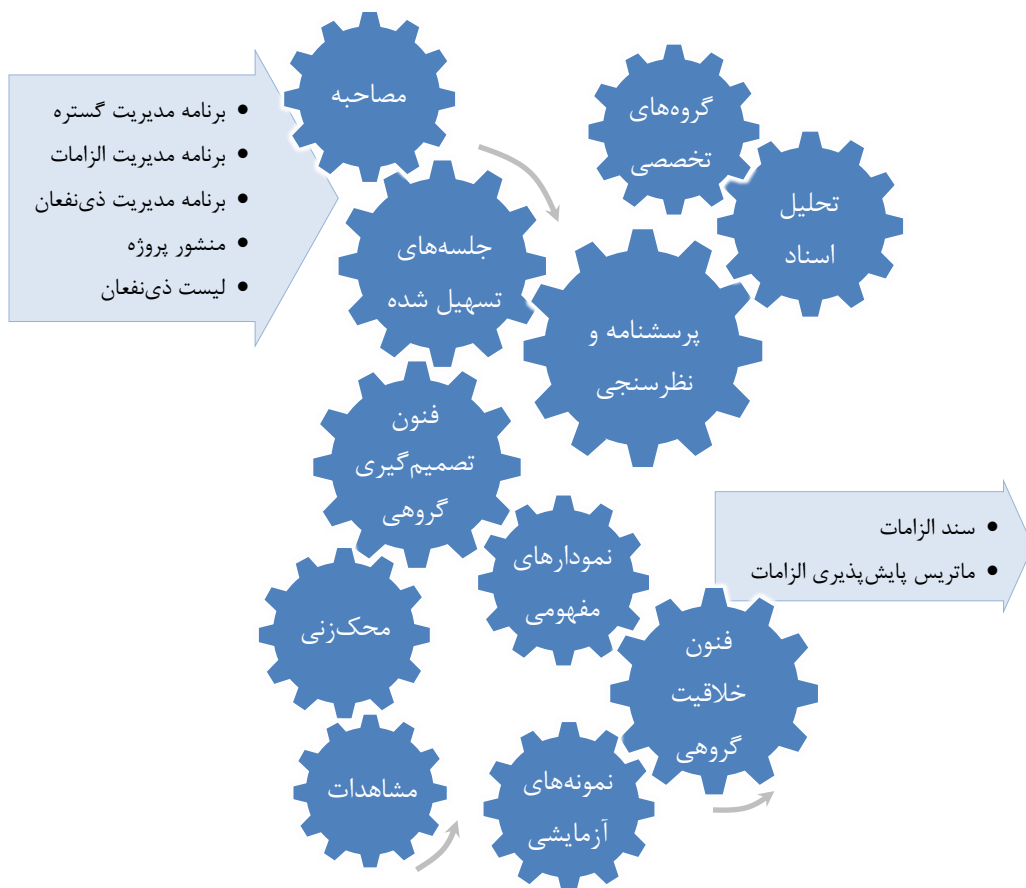 مصاحبه
• برنامه مدیریت گستره
• برنامه مدیریت الزامات
• برنامه مدیریت ذی‌نفعان
• منشور پروژه
• لیست ذی‌نفعان
گروه‌های
تخصصی
تحلیل
اسناد
جلسه‌های
تسهیل شده
پرسشنامه و
نظرسنجی
فنون
تصمیم‌گیری
گروهی
• سند الزامات
• ماتریس پایش‌پذیری الزامات
نمودارهای
مفهومی
محک‌زنی
فنون
خلاقیت
گروهی
مشاهدات
نمونه‌های
آزمایشی